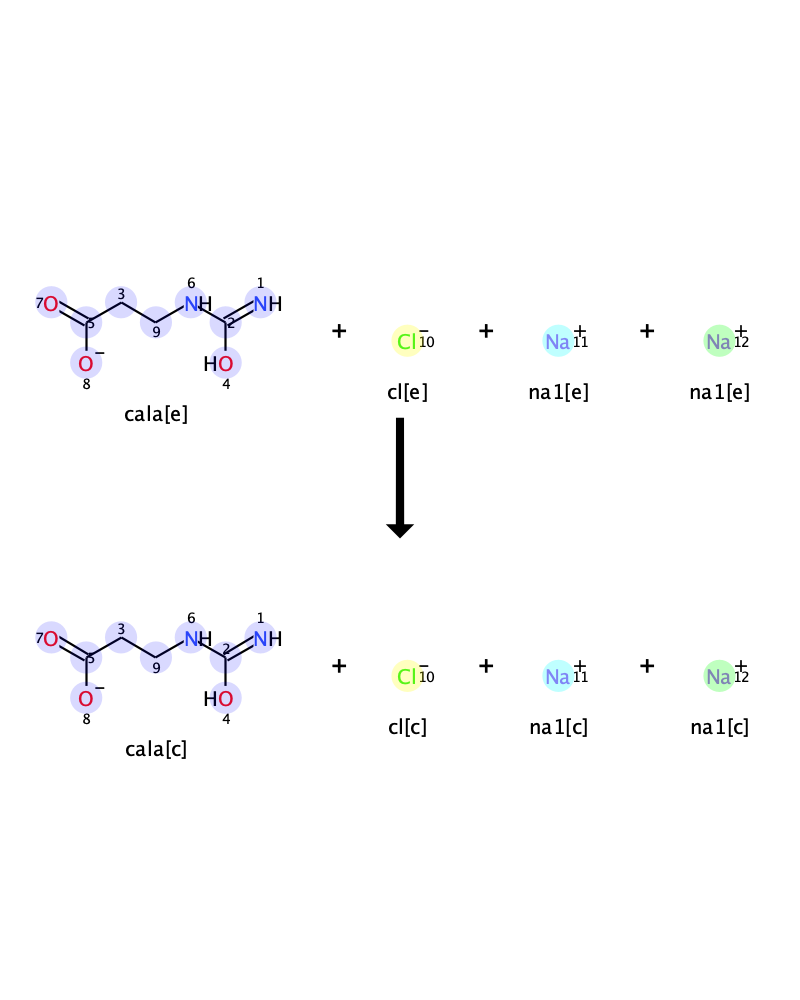 6 1
7 O 3 NH NH
5 9 2 + Cl − 10 + Na + 11 + Na + 12
O − HO
8 4 cl[e] na1[e] na1[e]
cala[e]
6 1
7 O 3 NH NH
5 9 2 + Cl − 10 + Na + 11 + Na + 12
O − HO
8 4 cl[c] na1[c] na1[c]
cala[c]